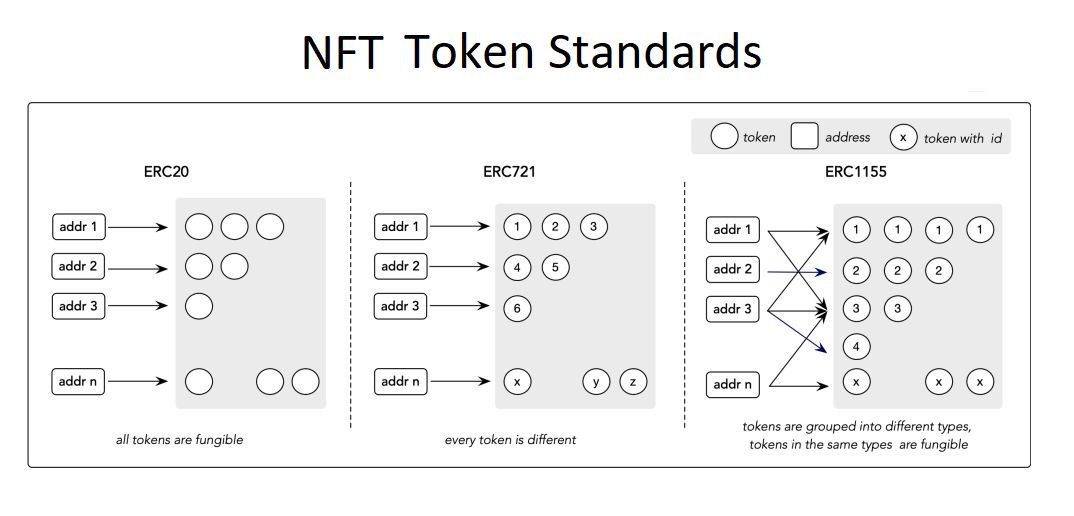 NFT Token Standards
token address x token with id
ERC20 ERC721 ERC1155
addr 1
addr 2
addr 3
addr n
all tokens are fungible
addr 1 1 2 3
addr 2 4 5
addr 3 6
addr n x y z
every token is different
addr 1 1 1 1 1
addr 2 2 2 2
addr 3 3 3
4
addr n x x x
tokens are grouped into different types,
tokens in the same types are fungible